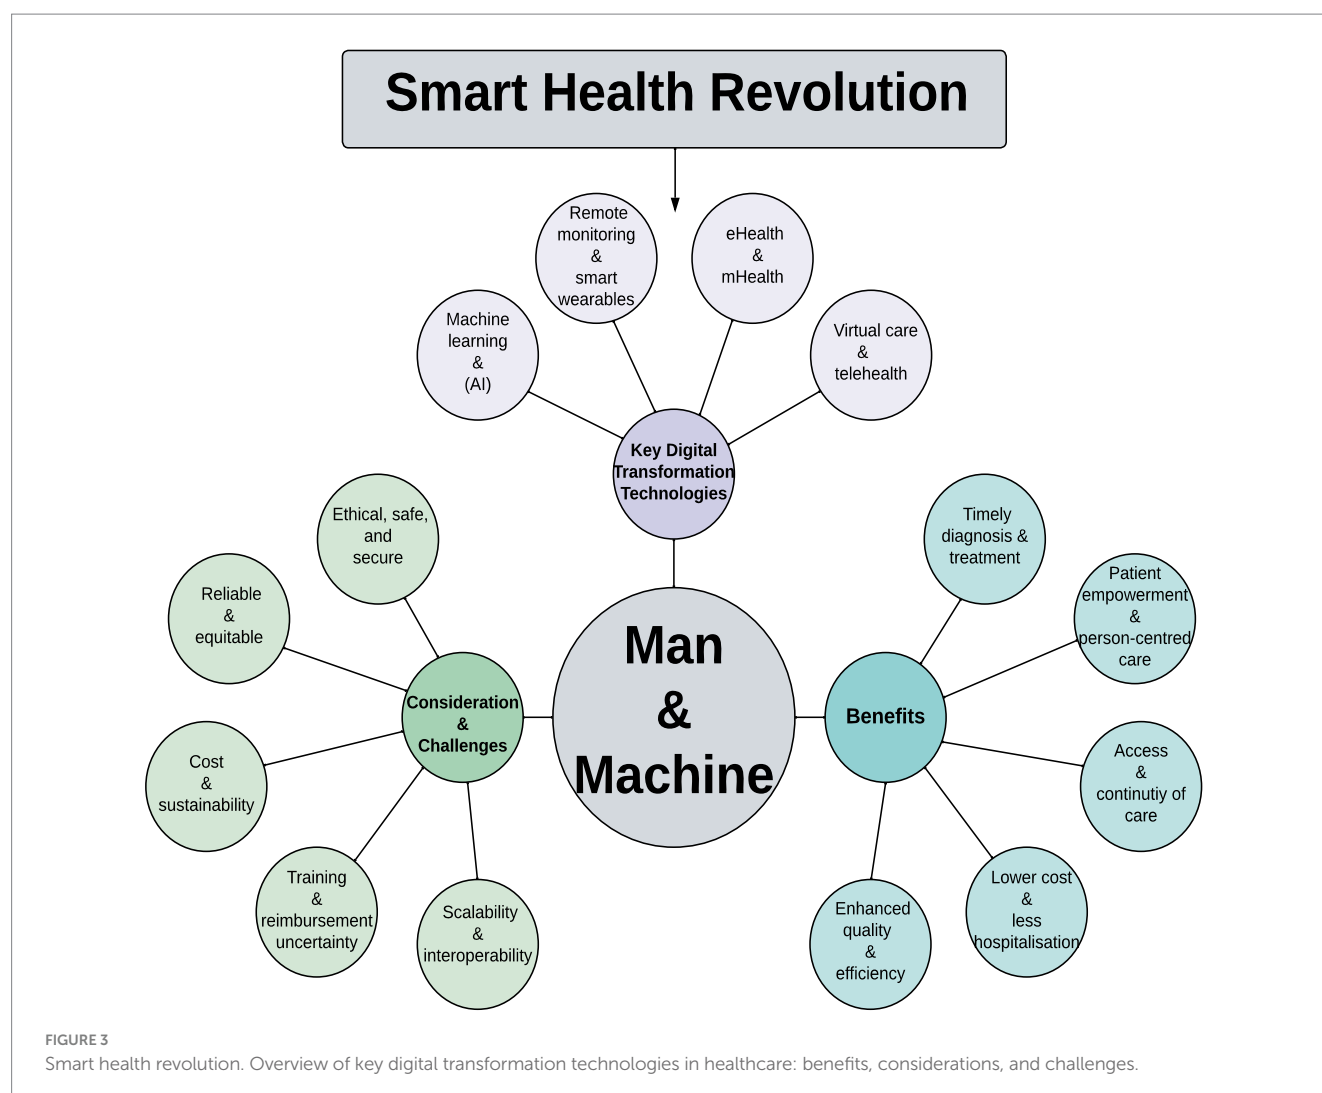 Smart Health Revolution
Remote
monitoring
&
smart
wearables
eHealth
&
mHealth
Machine
learning
&
(AI)
Virtual care
&
telehealth
Key Digital
Transformation
Technologies
Ethical, safe,
and
secure
Reliable
&
equitable
Cost
&
sustainability
Training
&
reimbursement
uncertainty
Scalability
&
interoperability
Consideration
&
Challenges
Man
&
Machine
Benefits
Timely
diagnosis &
treatment
Patient
empowerment
&
person-centred
care
Access
&
continutiy of
care
Lower cost
&
less
hospitalisation
Enhanced
quality
&
efficiency
FIGURE 3
Smart health revolution. Overview of key digital transformation technologies in healthcare: benefits, considerations, and challenges.